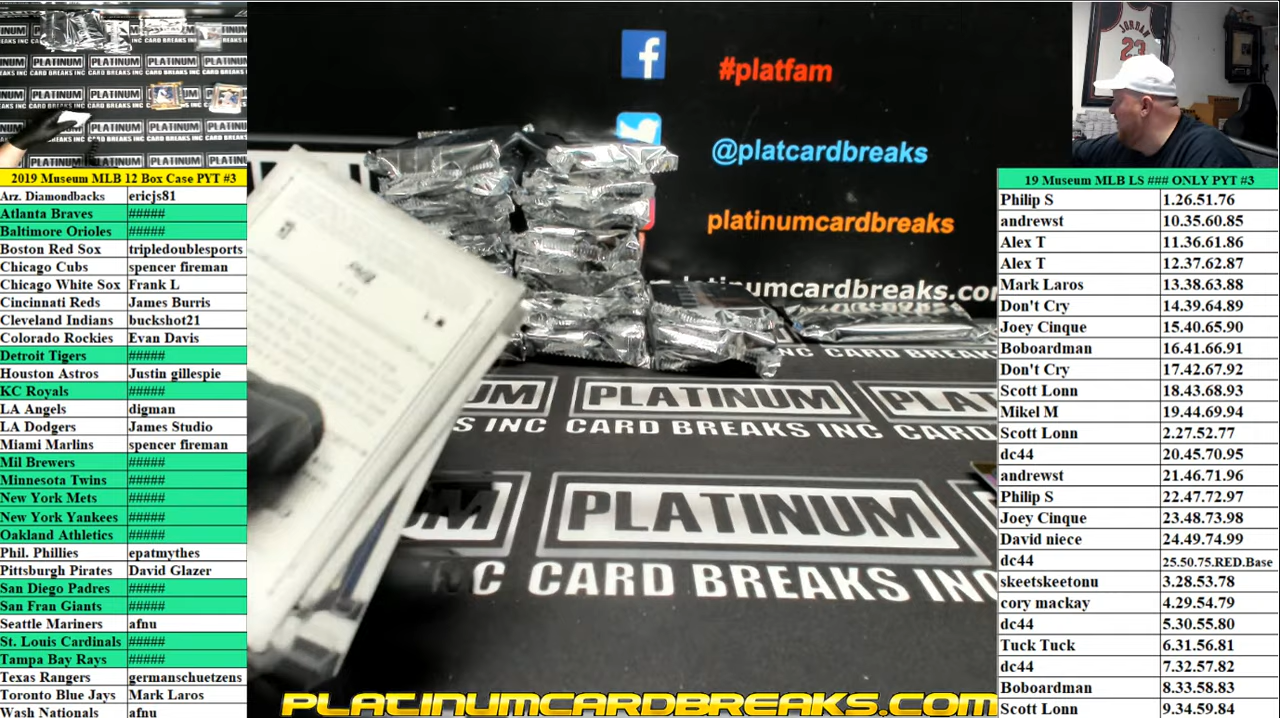 2019 Museum MLB 12 Box Case PYT #3
Arz. Diamondbacks ericjs81
Atlanta Braves #####
Baltimore Orioles #####
Boston Red Sox tripledoublesports
Chicago Cubs spencer fireman
Chicago White Sox Frank L
Cincinnati Reds James Burris
Cleveland Indians buckshot21
Colorado Rockies Evan Davis
Detroit Tigers #####
Houston Astros Justin gillespie
KC Royals #####
LA Angels digman
LA Dodgers James Studio
Miami Marlins spencer fireman
Mil Brewers #####
Minnesota Twins #####
New York Mets #####
New York Yankees #####
Oakland Athletics #####
Phil. Phillies epatmythes
Pittsburgh Pirates David Glazer
San Diego Padres #####
San Fran Giants #####
Seattle Mariners afnu
St. Louis Cardinals #####
Tampa Bay Rays #####
Texas Rangers germanschuetzens
Toronto Blue Jays Mark Laros
Wash Nationals afnu
#platfam
@platcardbreaks
platinumcardbreaks
platinumcardbreaks.co
PLATINUM
CARD BREAKS INC
PLATINUM
CARD BREAKS INC
PLATINUMCARDBREAKS.COM
JORDAN
23
19 Museum MLB LS ### ONLY PYT #3
Philip S 1.26.51.76
andrewst 10.35.60.85
Alex T 11.36.61.86
Alex T 12.37.62.87
Mark Laros 13.38.63.88
Don't Cry 14.39.64.89
Joey Cinque 15.40.65.90
Boboardman 16.41.66.91
Don't Cry 17.42.67.92
Scott Lonn 18.43.68.93
Mikel M 19.44.69.94
Scott Lonn 2.27.52.77
dc44 20.45.70.95
andrewst 21.46.71.96
Philip S 22.47.72.97
Joey Cinque 23.48.73.98
David niece 24.49.74.99
dc44 25.50.75.RED.Base
skeetskeetonu 3.28.53.78
cory mackay 4.29.54.79
dc44 5.30.55.80
Tuck Tuck 6.31.56.81
dc44 7.32.57.82
Boboardman 8.33.58.83
Scott Lonn 9.34.59.84